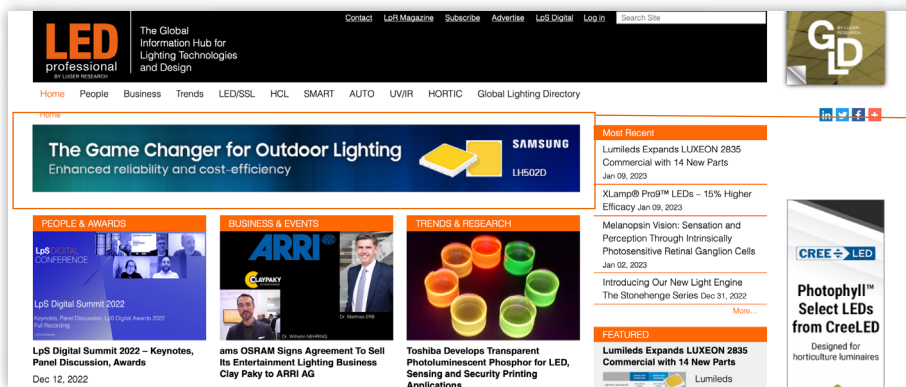 Contact LpR Magazine Subscribe Advertise LpS Digital Log in Search Site
LED
professional
BY LUGER RESEARCH
The Global
Information Hub for
Lighting Technologies
and Design
GLD
BY LUGER
RESEARCH
Home People Business Trends LED/SSL HCL SMART AUTO UV/IR HORTIC Global Lighting Directory
Home
The Game Changer for Outdoor Lighting
Enhanced reliability and cost-efficiency
SAMSUNG
LH502D
Most Recent
Lumileds Expands LUXEON 2835
Commercial with 14 New Parts
Jan 09, 2023
XLamp® Pro9™ LEDs – 15% Higher
Efficacy Jan 09, 2023
Melanopsin Vision: Sensation and
Perception Through Intrinsically
Photosensitive Retinal Ganglion Cells
Jan 02, 2023
Introducing Our New Light Engine
The Stonehenge Series Dec 31, 2022
More...
PEOPLE & AWARDS
LpS DIGITAL
CONFERENCE
LpS Digital Summit 2022
Keynotes, Panel Discussion, LpS Digital Awards 2022
Full Recording
LpS Digital Summit 2022 – Keynotes,
Panel Discussion, Awards
Dec 12, 2022
BUSINESS & EVENTS
ARRI
CLAYPAKY
Dr. Matthias ERB
Dr. Wilhelm NEHRING
ams OSRAM Signs Agreement To Sell
Its Entertainment Lighting Business
Clay Paky to ARRI AG
TRENDS & RESEARCH
Toshiba Develops Transparent
Photoluminescent Phosphor for LED,
Sensing and Security Printing
Applications
FEATURED
Lumileds Expands LUXEON 2835
Commercial with 14 New Parts
Lumileds
CREE LED
Photophyll™
Select LEDs
from CreeLED
Designed for
horticulture luminaires